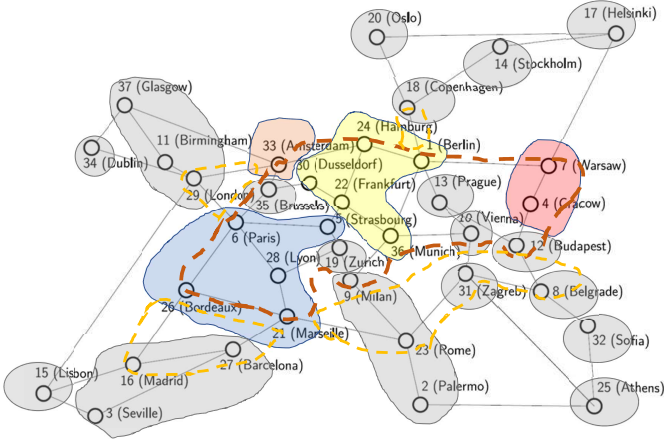 17 (Helsinki)
20 (Oslo)
14 (Stockholm)
37 (Glasgow)
18 (Copenhagen)
24 (Hamburg)
11 (Birmingham)
33 (Amsterdam)
1 (Berlin)
34 (Dublin)
30 (Dusseldorf)
7 (Warsaw)
29 (London)
22 (Frankfurt)
13 (Prague)
35 (Brussels)
4 (Cracow)
5 (Strasbourg)
10 (Vienna)
6 (Paris)
36 (Munich)
12 (Budapest)
28 (Lyon)
19 (Zurich)
9 (Milan)
31 (Zagreb)
8 (Belgrade)
26 (Bordeaux)
21 (Marseille)
32 (Sofia)
23 (Rome)
27 (Barcelona)
15 (Lisbon)
16 (Madrid)
2 (Palermo)
25 (Athens)
3 (Seville)